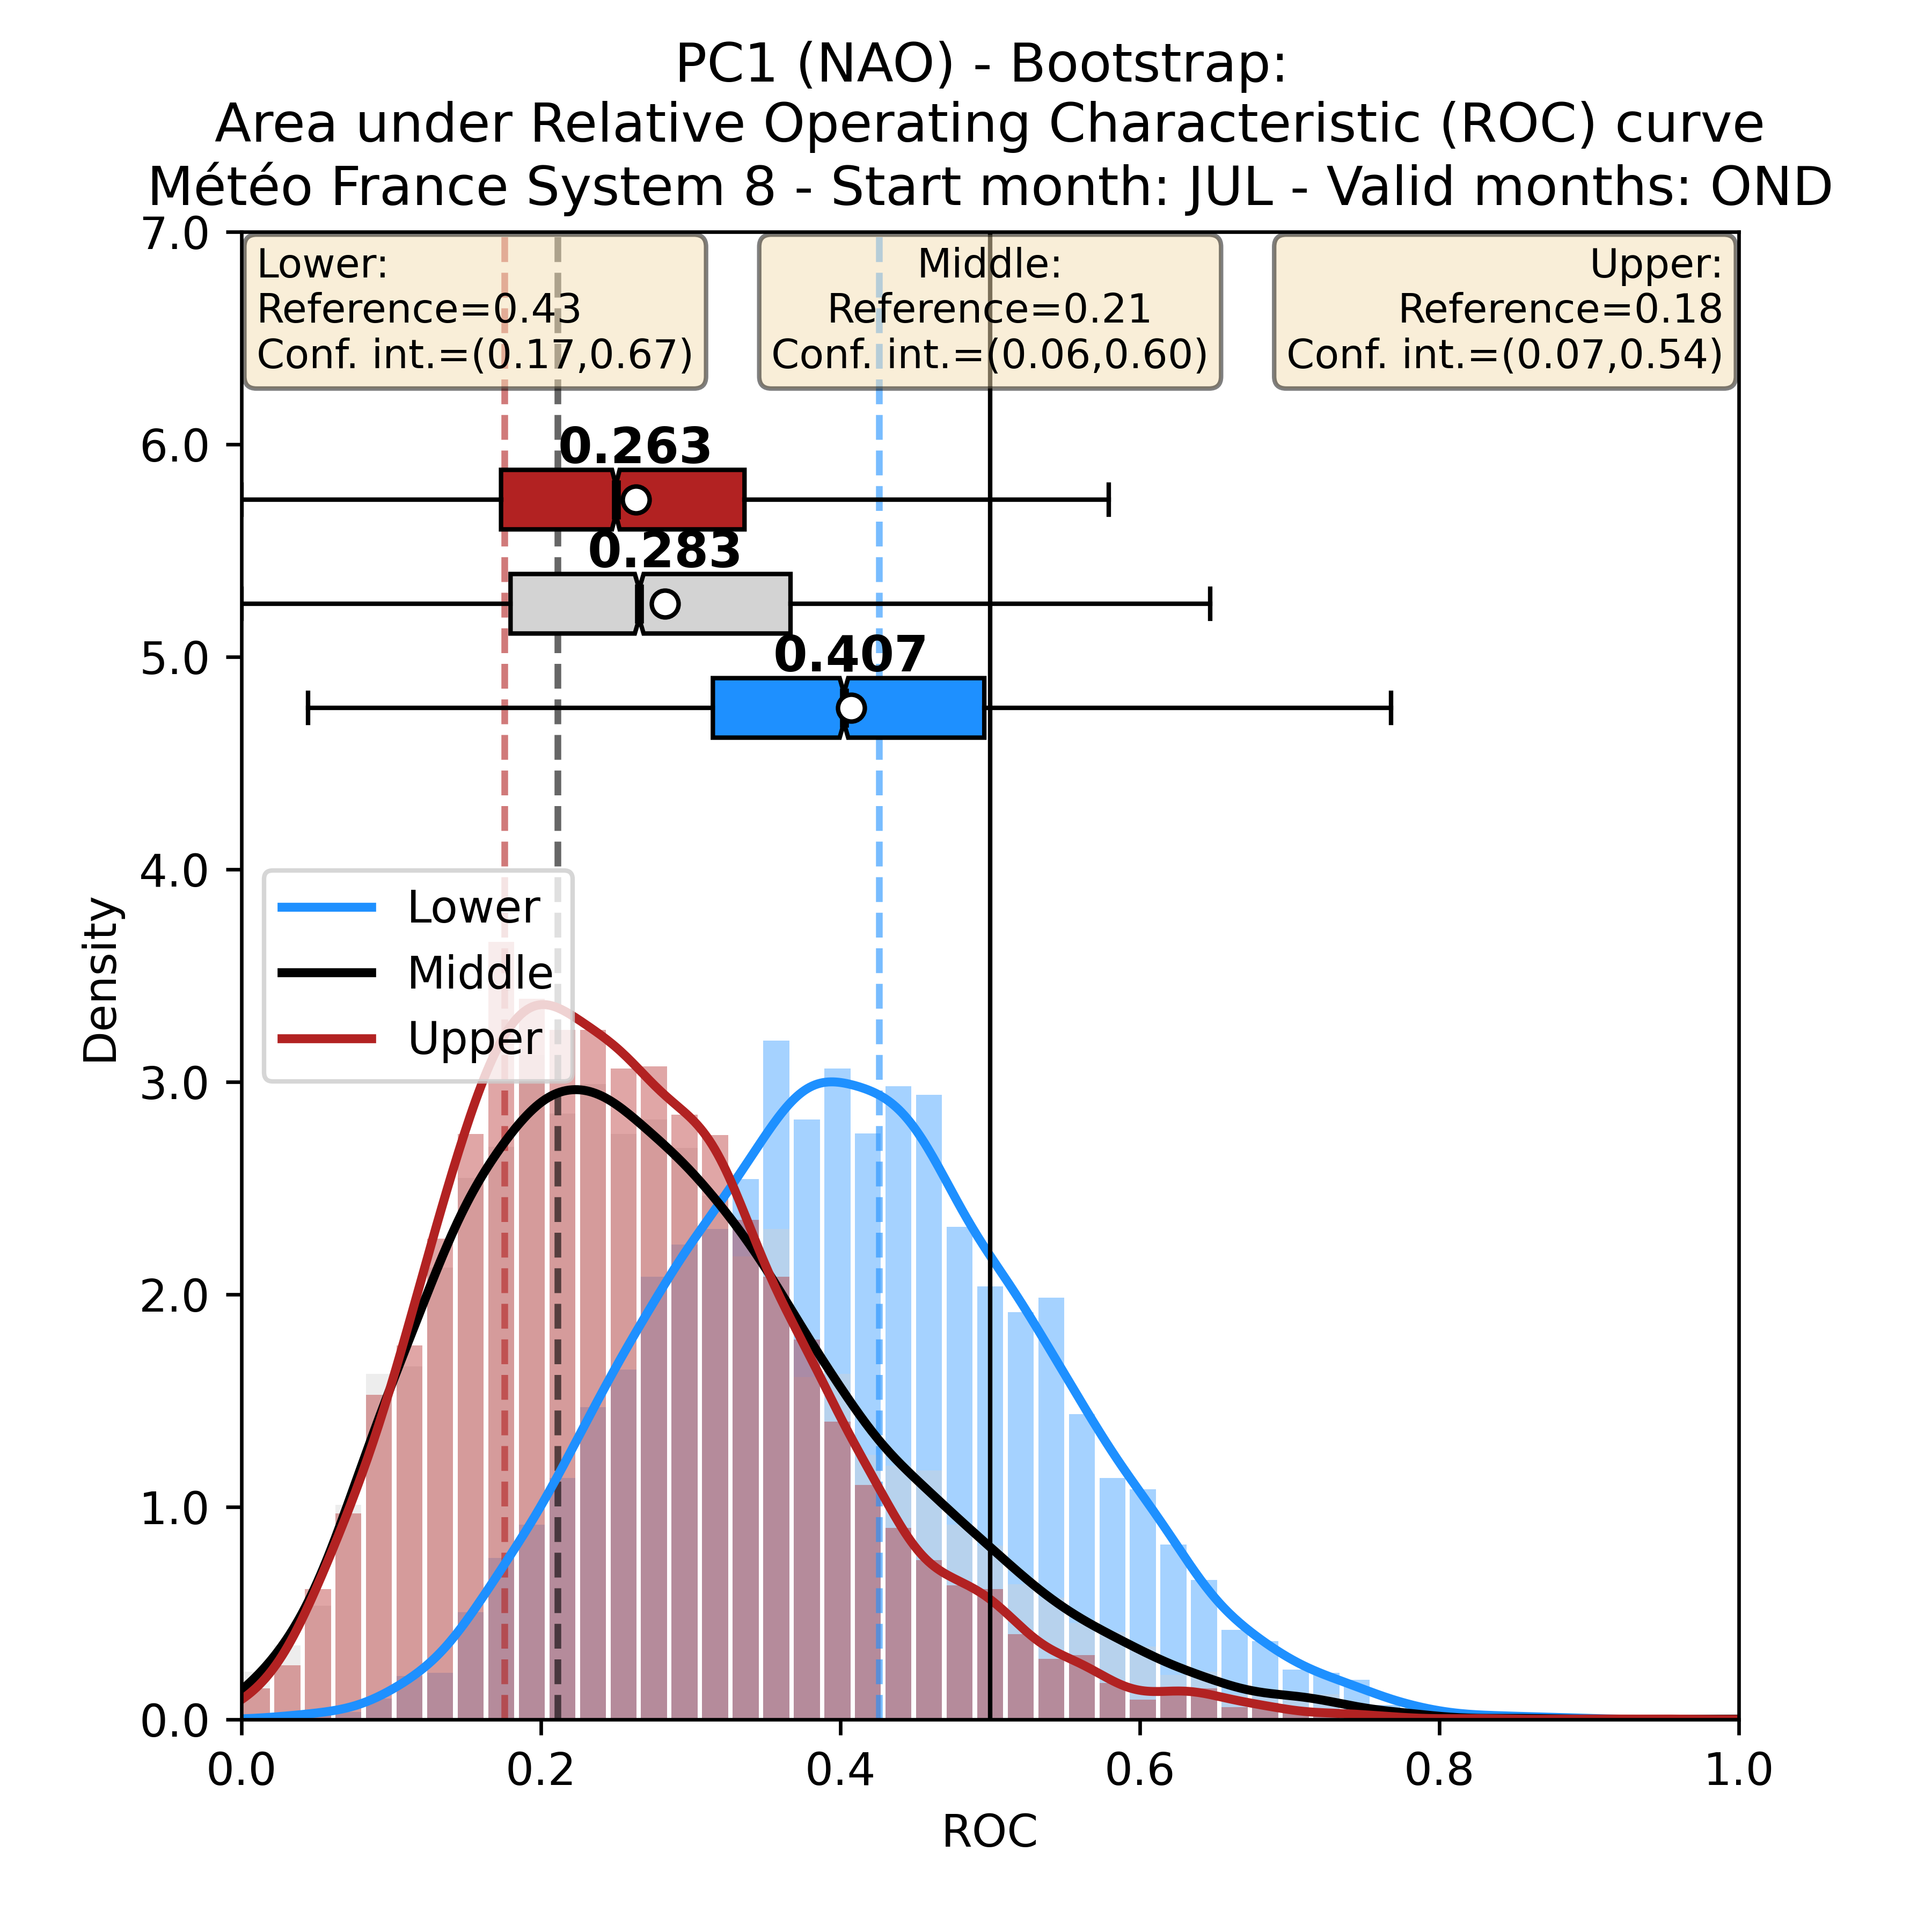 PC1 (NAO) - Bootstrap:
Area under Relative Operating Characteristic (ROC) curve
Météo France System 8 - Start month: JUL - Valid months: OND
Lower:
Reference=0.43
Conf. int.=(0.17,0.67)
Middle:
Reference=0.21
Conf. int.=(0.06,0.60)
Upper:
Reference=0.18
Conf. int.=(0.07,0.54)
0.263
0.283
0.407
7.0
6.0
5.0
4.0
3.0
2.0
1.0
0.0
Density
Lower
Middle
Upper
0.0 0.2 0.4 0.6 0.8 1.0
ROC